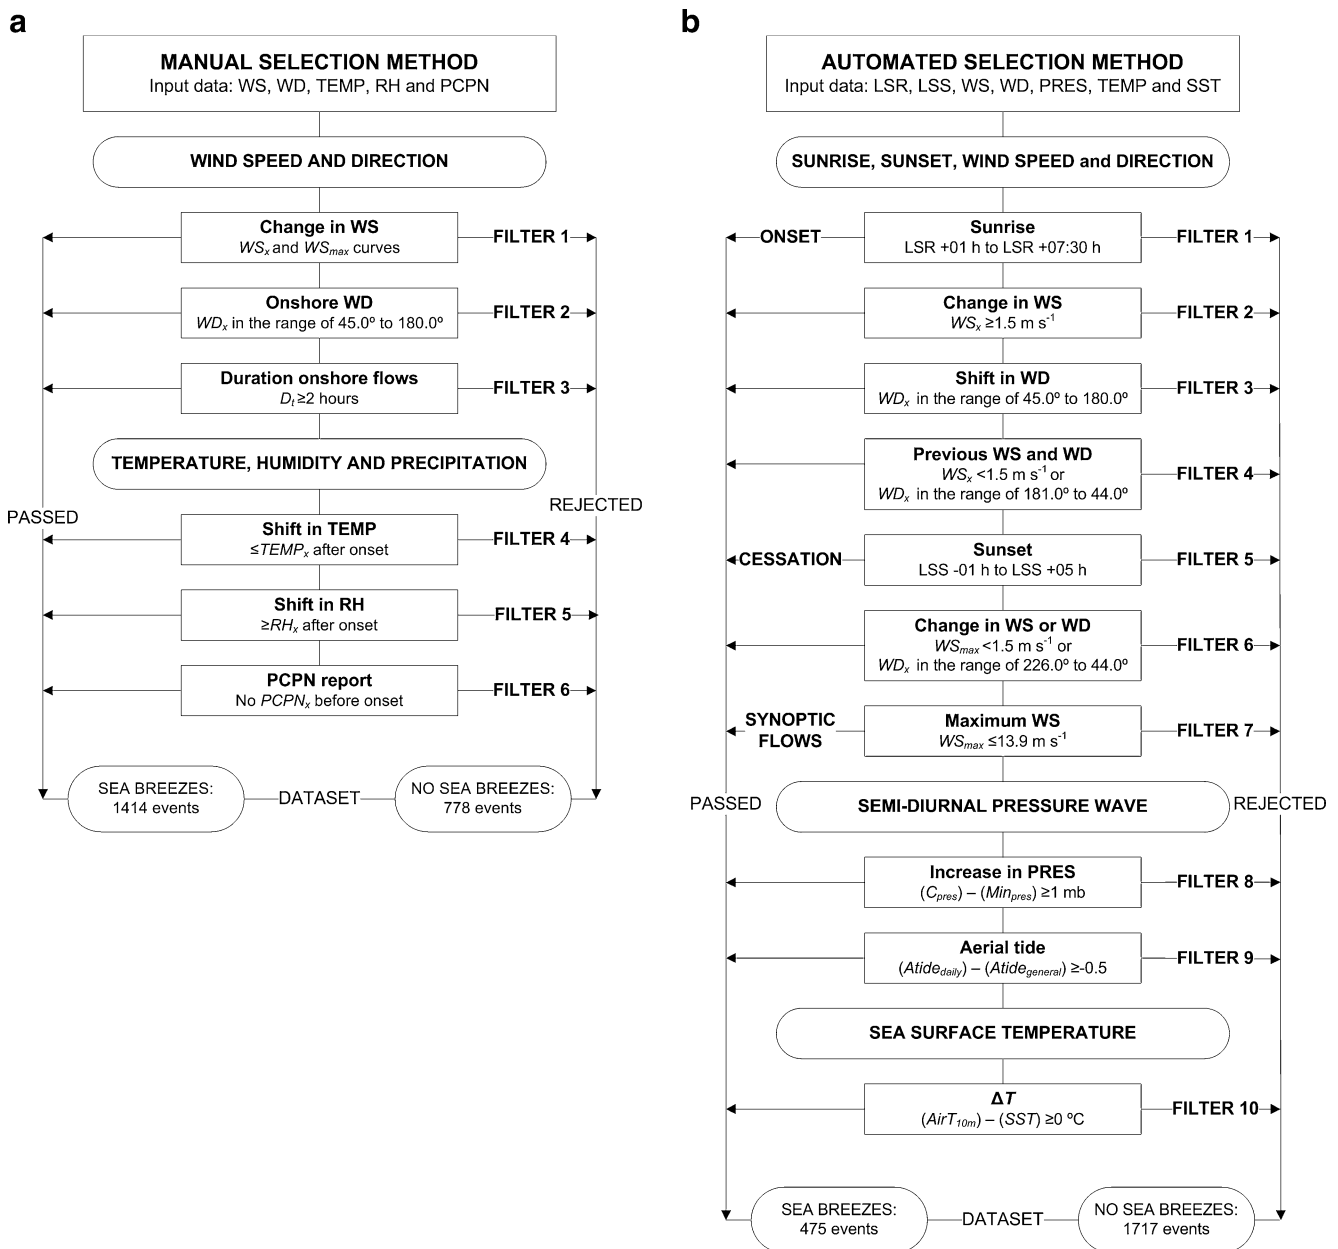 a
MANUAL SELECTION METHOD
Input data: WS, WD, TEMP, RH and PCPN
WIND SPEED AND DIRECTION
Change in WS
WSx and WSmax curves
FILTER 1
Onshore WD
WDx in the range of 45.0º to 180.0º
FILTER 2
Duration onshore flows
Dt ≥2 hours
FILTER 3
TEMPERATURE, HUMIDITY AND PRECIPITATION
PASSED
REJECTED
Shift in TEMP
≤TEMPx after onset
FILTER 4
Shift in RH
≥RHx after onset
FILTER 5
PCPN report
No PCPNx before onset
FILTER 6
SEA BREEZES:
1414 events
DATASET
NO SEA BREEZES:
778 events
b
AUTOMATED SELECTION METHOD
Input data: LSR, LSS, WS, WD, PRES, TEMP and SST
SUNRISE, SUNSET, WIND SPEED and DIRECTION
ONSET
Sunrise
LSR +01 h to LSR +07:30 h
FILTER 1
Change in WS
WSx ≥1.5 m s-1
FILTER 2
Shift in WD
WDx in the range of 45.0º to 180.0º
FILTER 3
Previous WS and WD
WSx <1.5 m s-1 or
WDx in the range of 181.0º to 44.0º
FILTER 4
CESSATION
Sunset
LSS -01 h to LSS +05 h
FILTER 5
Change in WS or WD
WSmax <1.5 m s-1 or
WDx in the range of 226.0º to 44.0º
FILTER 6
SYNOPTIC
FLOWS
Maximum WS
WSmax ≤13.9 m s-1
FILTER 7
PASSED
SEMI-DIURNAL PRESSURE WAVE
REJECTED
Increase in PRES
(Cpres) – (Minpres) ≥1 mb
FILTER 8
Aerial tide
(Atidedaily) – (Atidegeneral) ≥-0.5
FILTER 9
SEA SURFACE TEMPERATURE
ΔT
(AirT10m) – (SST) ≥0 ºC
FILTER 10
SEA BREEZES:
475 events
DATASET
NO SEA BREEZES:
1717 events